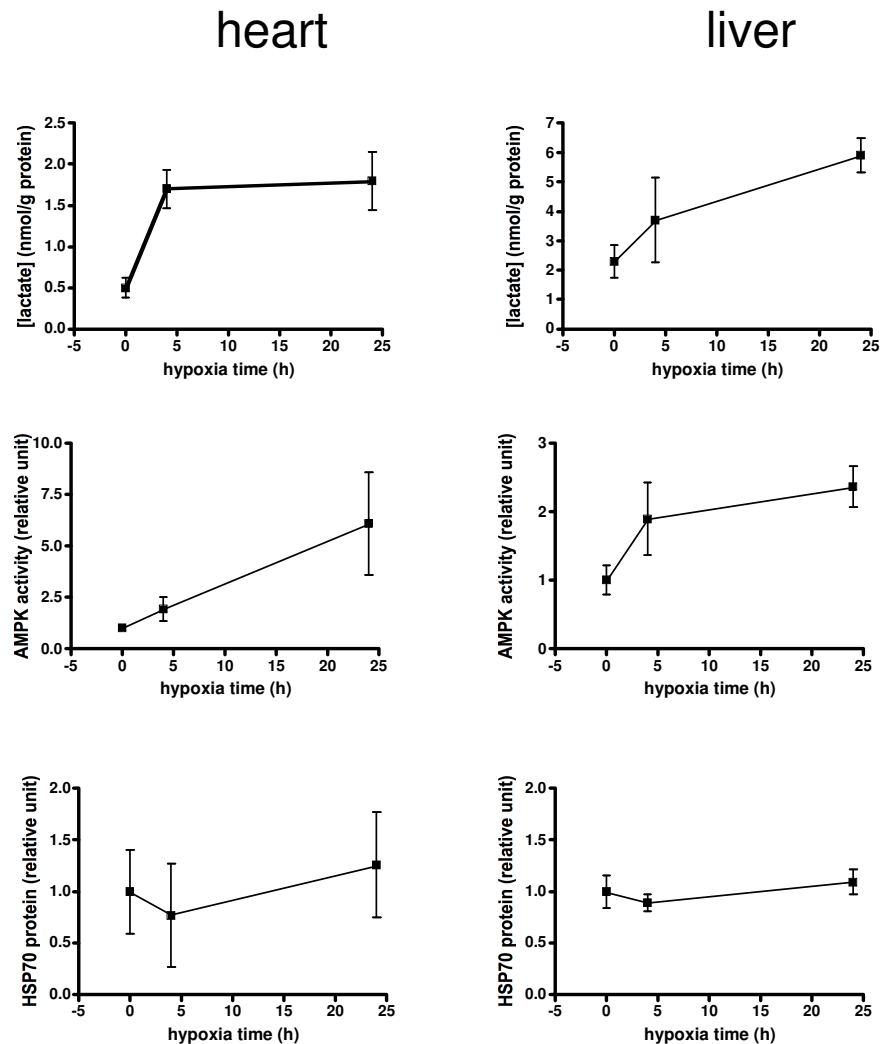 heart
liver
[lactate] (nmol/g protein)
2.5
2.0
1.5
1.0
0.5
0.0
-5 0 5 10 15 20 25
hypoxia time (h)
[lactate] (nmol/g protein)
7
6
5
4
3
2
1
0
-5 0 5 10 15 20 25
hypoxia time (h)
AMPK activity (relative unit)
10.0
7.5
5.0
2.5
0.0
-5 0 5 10 15 20 25
hypoxia time (h)
AMPK activity (relative unit)
3
2
1
0
-5 0 5 10 15 20 25
hypoxia time (h)
HSP70 protein (relative unit)
2.0
1.5
1.0
0.5
0.0
-5 0 5 10 15 20 25
hypoxia time (h)
HSP70 protein (relative unit)
2.0
1.5
1.0
0.5
0.0
-5 0 5 10 15 20 25
hypoxia time (h)